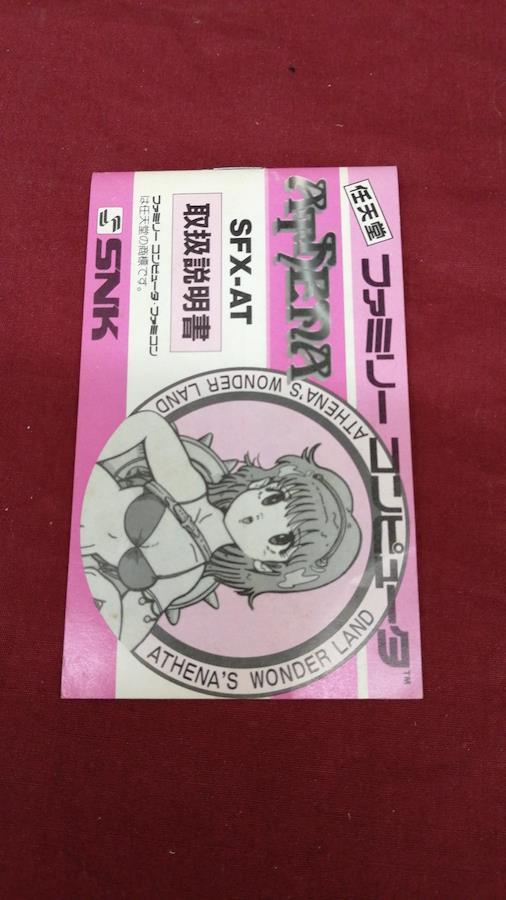 任天堂
ファミリー コンピュータ™
ATHENA
ATHENA'S WONDER LAND
ATHENA'S WONDER LAND
SFX-AT
取扱説明書
ファミリー コンピュータ・ファミコン
は任天堂の商標です。
SNK